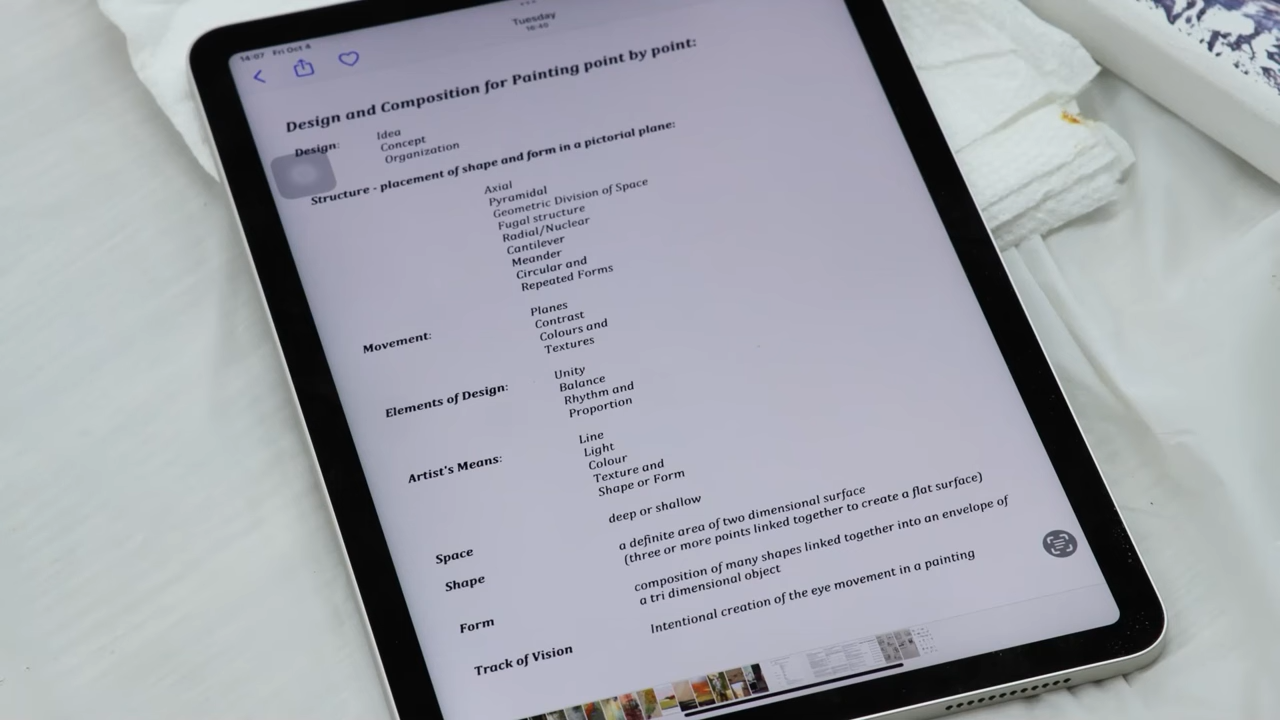 14:07 Fri Oct 4
Tuesday
16:40
Design and Composition for Painting point by point:
Design:
Idea
Concept
Organization
Structure - placement of shape and form in a pictorial plane:
Axial
Pyramidal
Geometric Division of Space
Fugal structure
Radial/Nuclear
Cantilever
Meander
Circular and
Repeated Forms
Movement:
Planes
Contrast
Colours and
Textures
Elements of Design:
Unity
Balance
Rhythm and
Proportion
Artist's Means:
Line
Light
Colour
Texture and
Shape or Form
Space
deep or shallow
Shape
a definite area of two dimensional surface
(three or more points linked together to create a flat surface)
Form
composition of many shapes linked together into an envelope of
a tri dimensional object
Track of Vision
Intentional creation of the eye movement in a painting